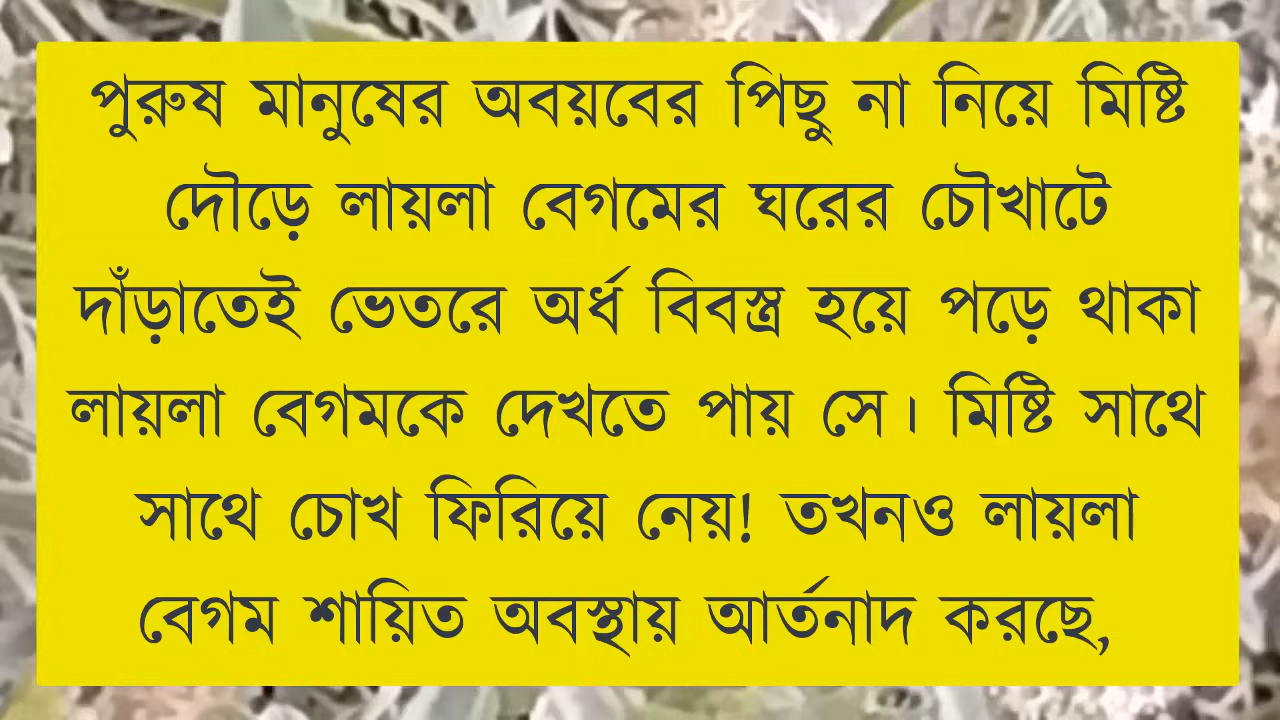 পুরুষ মানুষের অবয়বের পিছু না নিয়ে মিষ্টি
দৌড়ে লায়লা বেগমের ঘরের চৌখাটে
দাঁড়াতেই ভেতরে অর্ধ বিবস্ত্র হয়ে পড়ে থাকা
লায়লা বেগমকে দেখতে পায় সে। মিষ্টি সাথে
সাথে চোখ ফিরিয়ে নেয়! তখনও লায়লা
বেগম শায়িত অবস্থায় আর্তনাদ করছে,